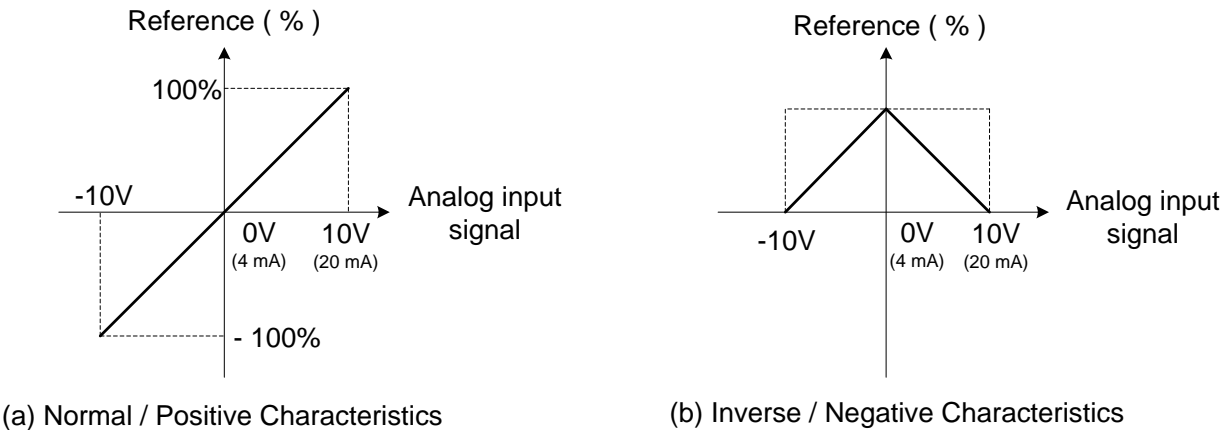 Reference ( % )
100%
-10V
0V
(4 mA)
10V
(20 mA)
Analog input
signal
- 100%
(a) Normal / Positive Characteristics
Reference ( % )
-10V
0V
(4 mA)
10V
(20 mA)
Analog input
signal
(b) Inverse / Negative Characteristics